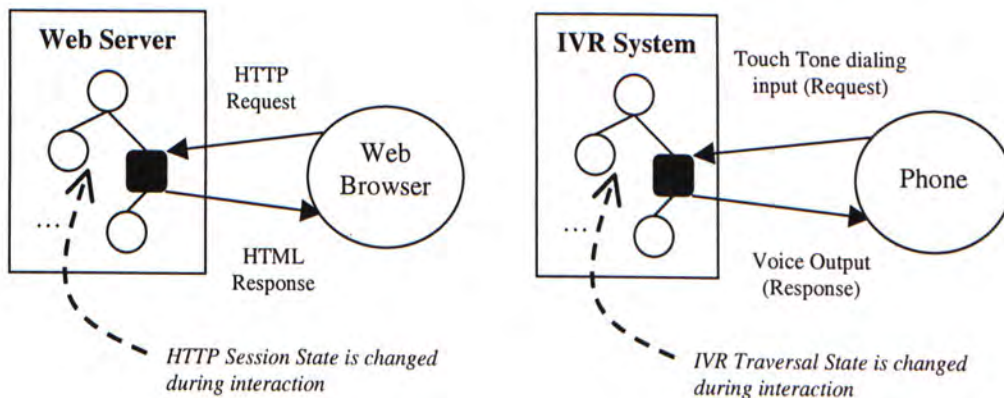 Web Server
HTTP
Request
Web
Browser
...
HTML
Response
HTTP Session State is changed
during interaction
IVR System
Touch Tone dialing
input (Request)
Phone
...
Voice Output
(Response)
IVR Traversal State is changed
during interaction